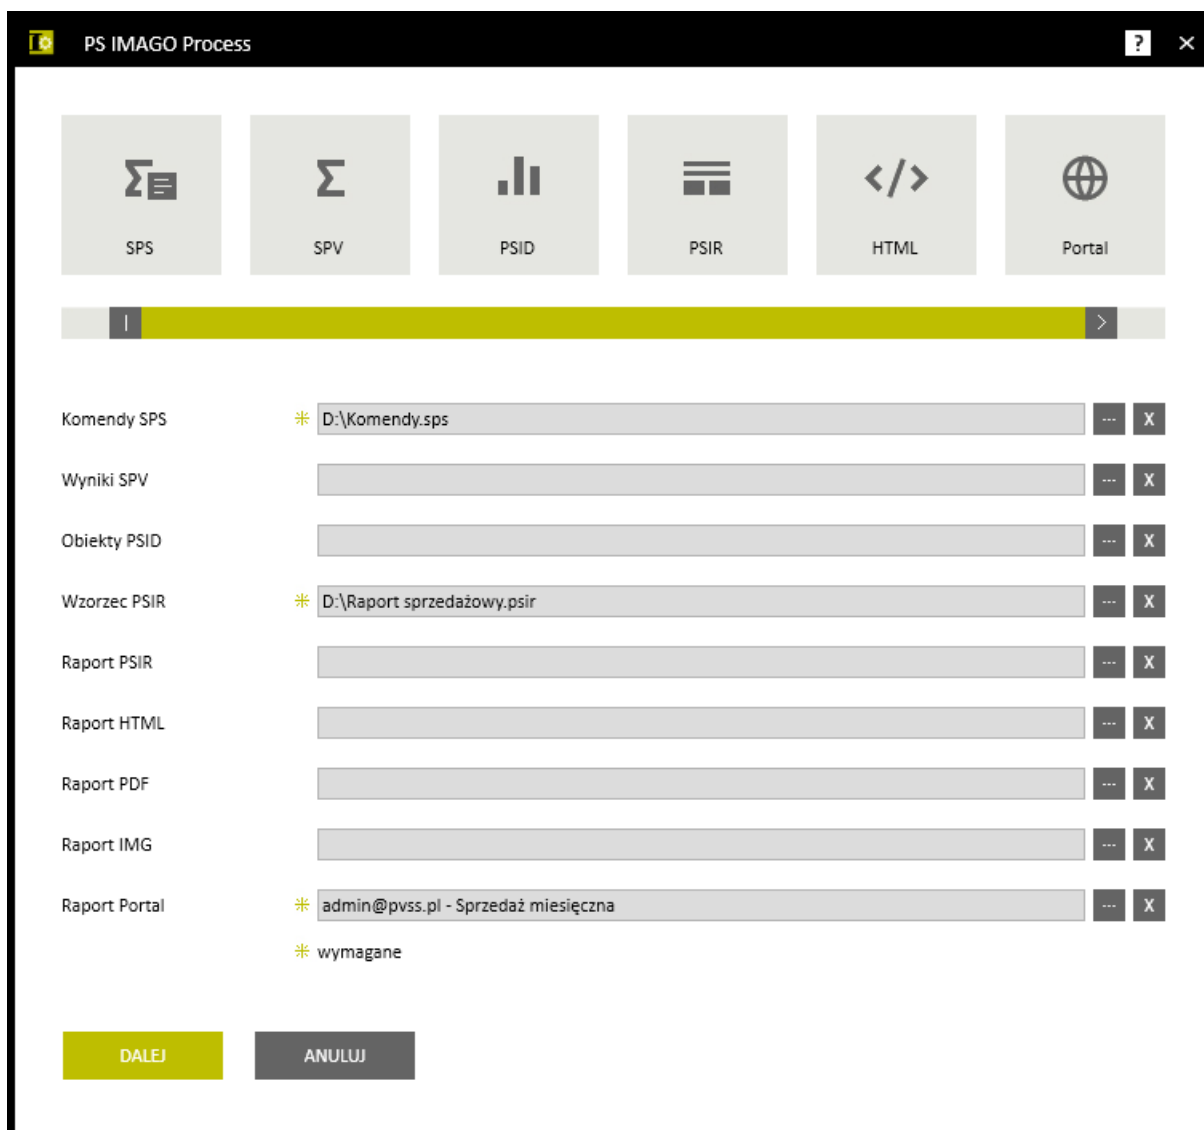 PS IMAGO Process ? ×
SPS SPV PSID PSIR HTML Portal
Komendy SPS * D:\Komendy.sps ... X
Wyniki SPV ... X
Obiekty PSID ... X
Wzorzec PSIR * D:\Raport sprzedażowy.psir ... X
Raport PSIR ... X
Raport HTML ... X
Raport PDF ... X
Raport IMG ... X
Raport Portal * admin@pvss.pl - Sprzedaż miesięczna ... X
* wymagane
DALEJ ANULUJ